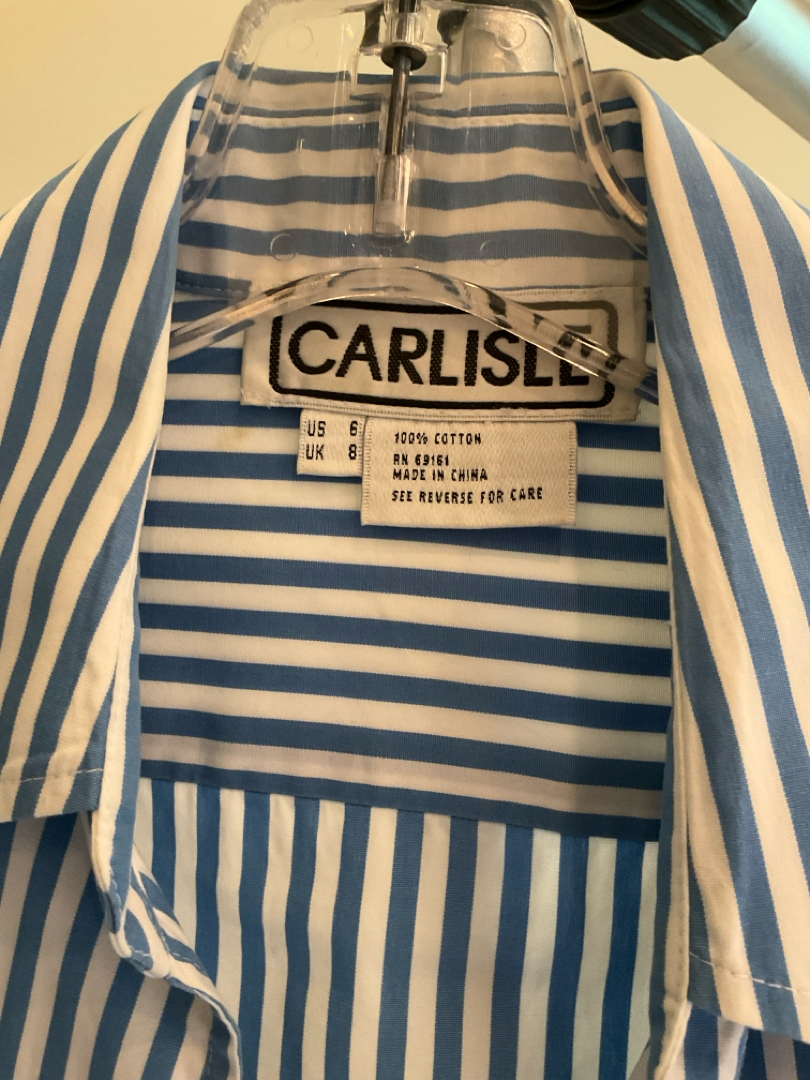 CARLISLE
US 6
UK 8
100% COTTON
RN 69161
MADE IN CHINA
SEE REVERSE FOR CARE